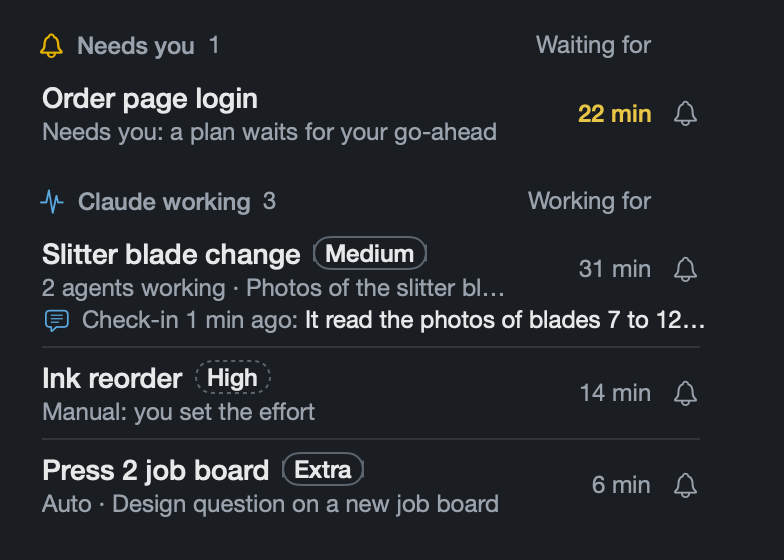 Needs you 1 Waiting for
Order page login
22 min
Needs you: a plan waits for your go-ahead
Claude working 3 Working for
Slitter blade change Medium
31 min
2 agents working · Photos of the slitter bl…
Check-in 1 min ago: It read the photos of blades 7 to 12…
Ink reorder High
14 min
Manual: you set the effort
Press 2 job board Extra
6 min
Auto · Design question on a new job board